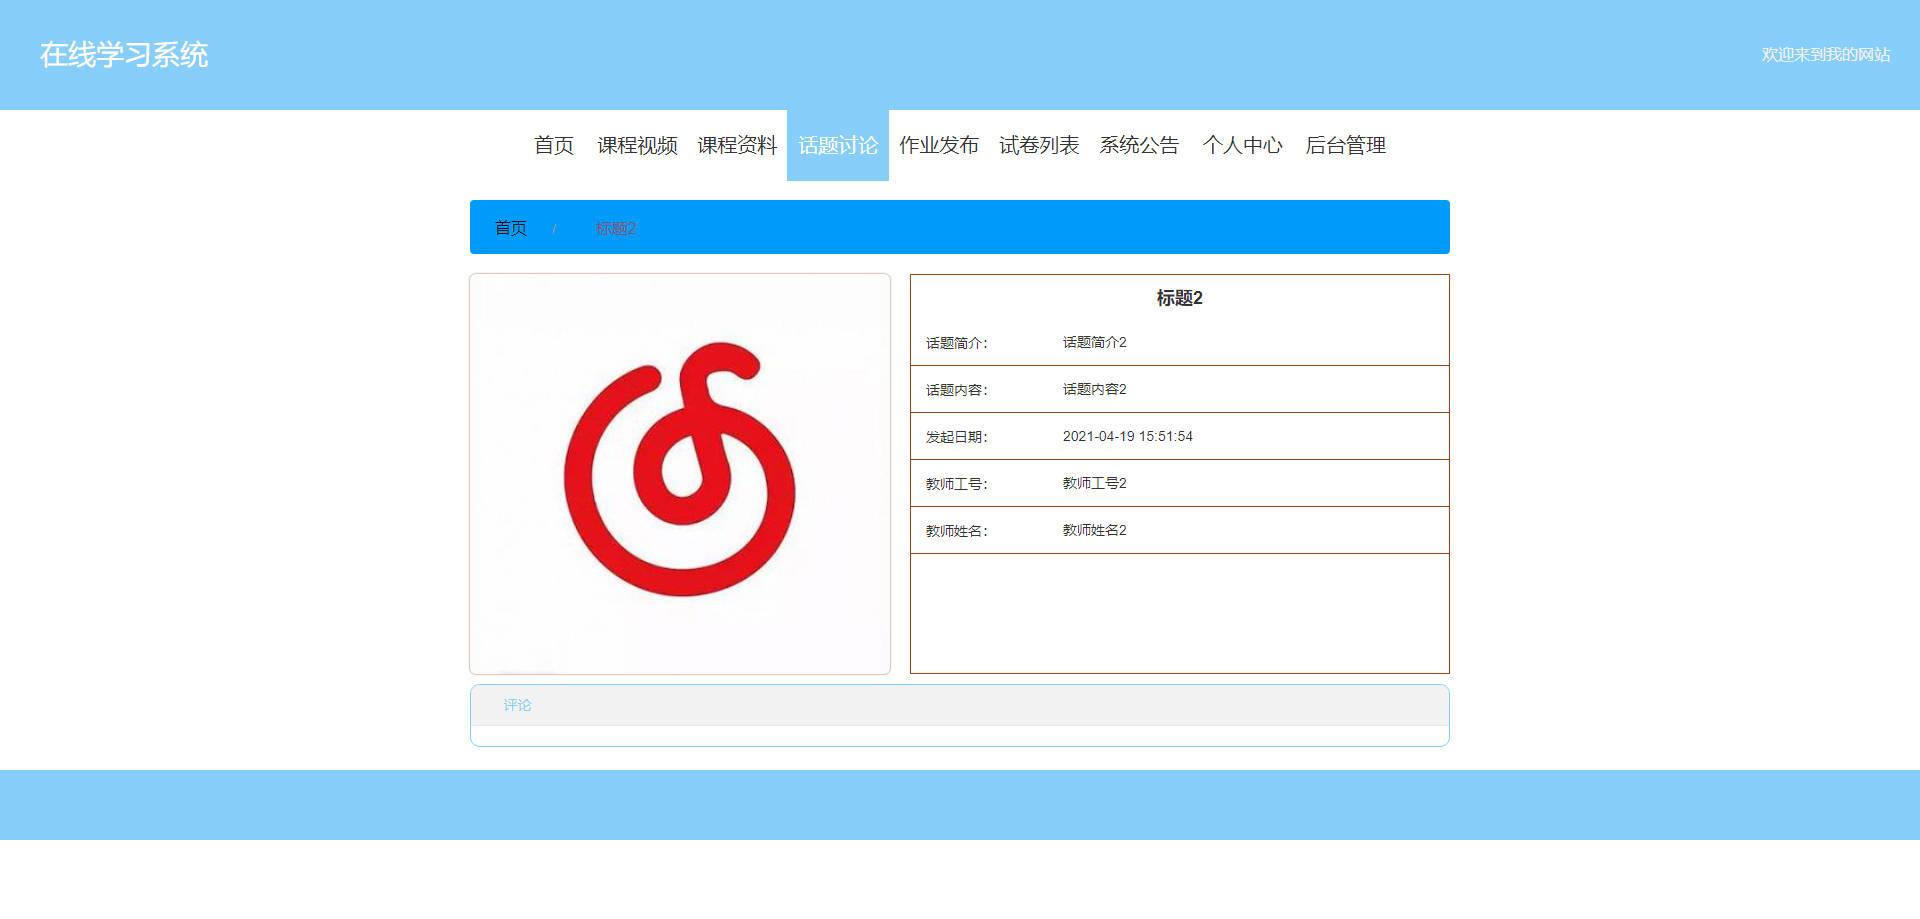 在线学习系统
欢迎来到我的网站
首页 课程视频 课程资料 话题讨论 作业发布 试卷列表 系统公告 个人中心 后台管理
首页 / 标题2
标题2
话题简介： 话题简介2
话题内容： 话题内容2
发起日期： 2021-04-19 15:51:54
教师工号： 教师工号2
教师姓名： 教师姓名2
评论